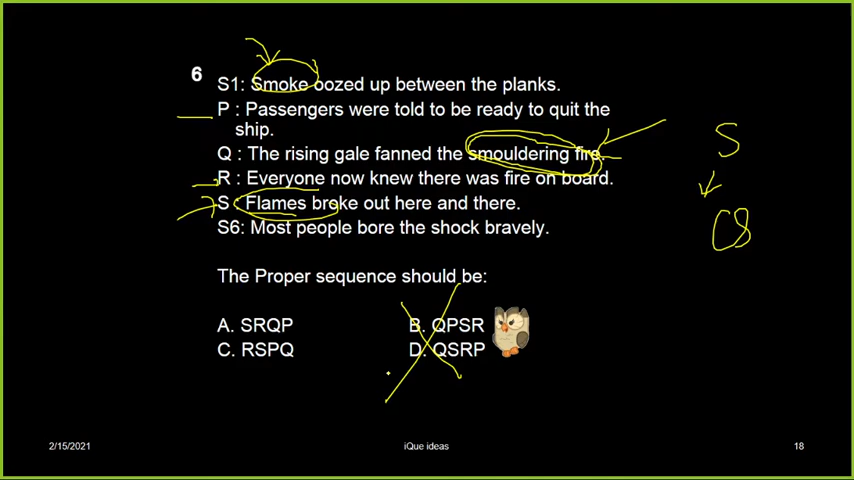 6
S1: Smoke oozed up between the planks.
P : Passengers were told to be ready to quit the
ship.
Q : The rising gale fanned the smouldering fire.
R : Everyone now knew there was fire on board.
S : Flames broke out here and there.
S6: Most people bore the shock bravely.
The Proper sequence should be:
A. SRQP
B. QPSR
C. RSPQ
D. QSRP
S
2/15/2021
iQue ideas
18